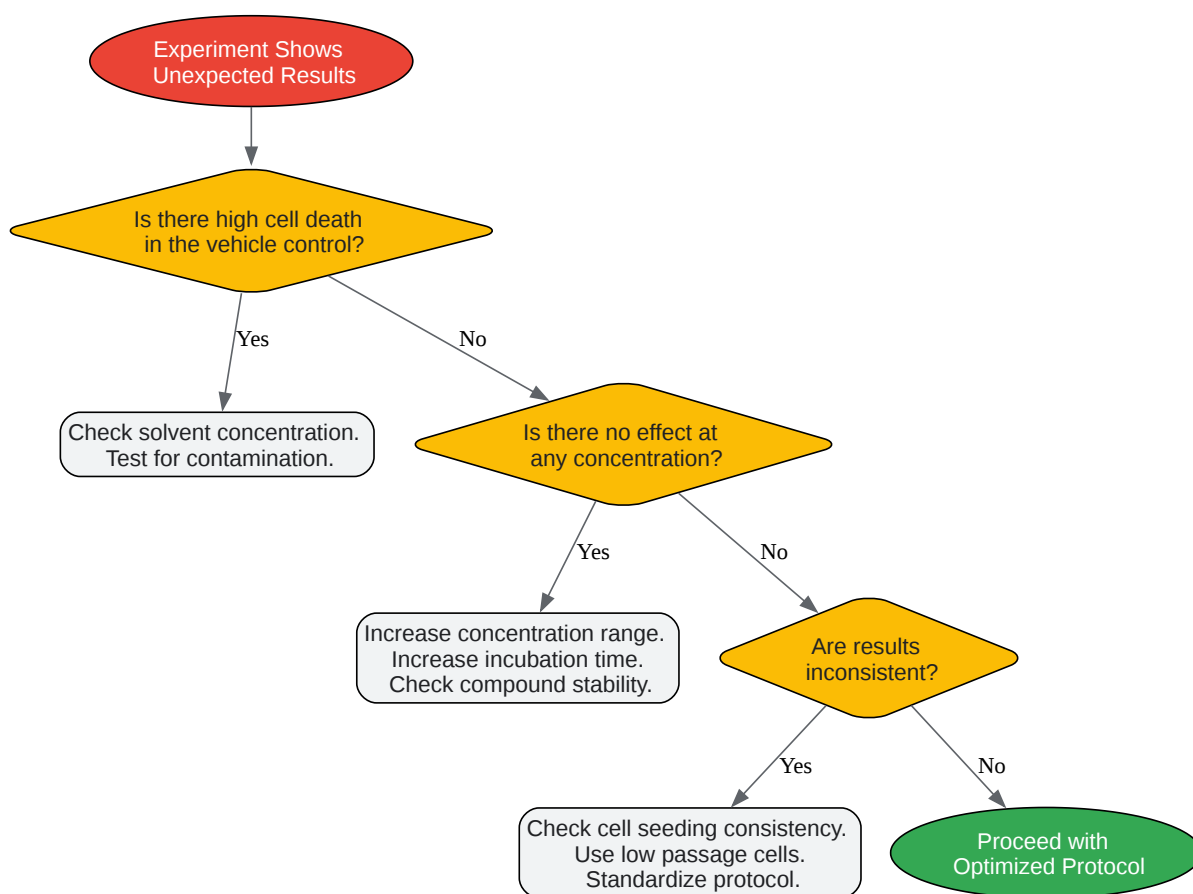 Experiment Shows
Unexpected Results
Is there high cell death
in the vehicle control?
Yes
No
Check solvent concentration.
Test for contamination.
Is there no effect at
any concentration?
Yes
No
Increase concentration range.
Increase incubation time.
Check compound stability.
Are results
inconsistent?
Yes
No
Check cell seeding consistency.
Use low passage cells.
Standardize protocol.
Proceed with
Optimized Protocol